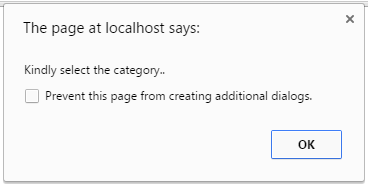 The page at localhost says:
Kindly select the category..
Prevent this page from creating additional dialogs.
OK